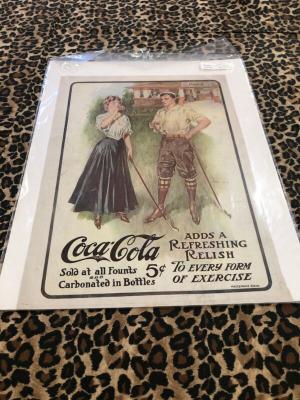 Coca-Cola
5¢
Sold at all Founts
AND
Carbonated in Bottles
ADDS A
REFRESHING
RELISH
TO EVERY FORM
OF EXERCISE